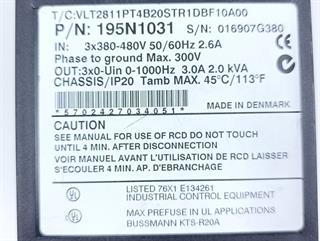 T/C:VLT2811PT4B20STR1DBF10A00
P/N: 195N1031 S/N: 016907G380
IN: 3x380-480V 50/60Hz 2.6A
Phase to ground Max. 300V
OUT:3x0-Uin 0-1000Hz 3.0A 2.0 kVA
CHASSIS/IP20 Tamb MAX. 45°C/113°F
*5702427034051* MADE IN DENMARK
CAUTION
SEE MANUAL FOR USE OF RCD DO NOT TOUCH
UNTIL 4 MIN. AFTER DISCONNECTION
VOIR MANUEL AVANT L'UTILISATION DE RCD LAISSER
S'ECOULER 4 MIN. AP. D'EBRANCHAGE
LISTED 76X1 E134261
INDUSTRIAL CONTROL EQUIPMENT
MAX PREFUSE IN UL APPLICATIONS
BUSSMANN KTS-R20A